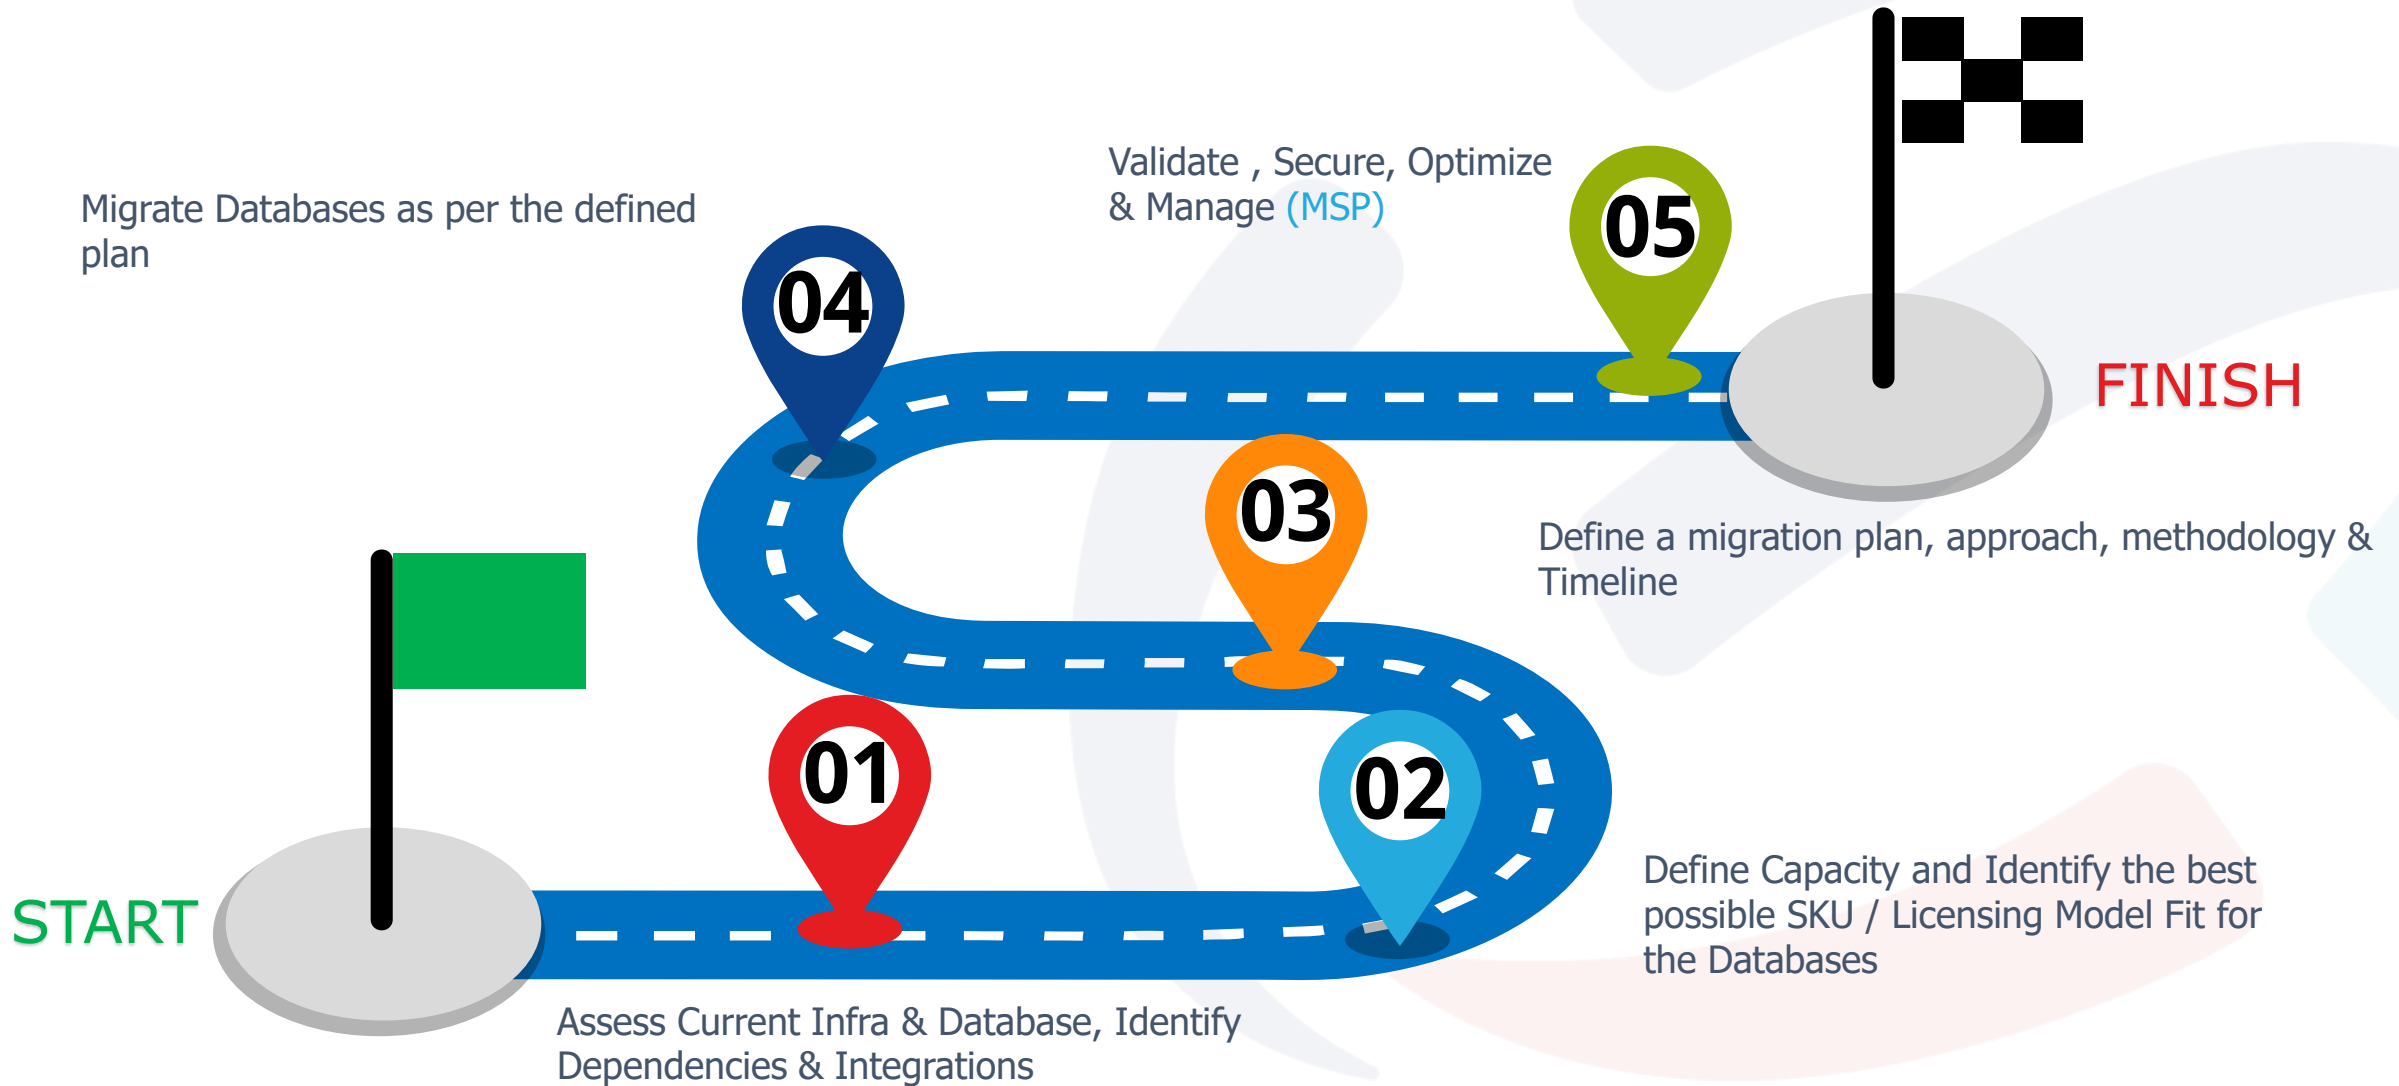 Validate , Secure, Optimize
& Manage (MSP)
Migrate Databases as per the defined
plan
05
04
FINISH
03
Define a migration plan, approach, methodology &
Timeline
01
02
START
Define Capacity and Identify the best
possible SKU / Licensing Model Fit for
the Databases
Assess Current Infra & Database, Identify
Dependencies & Integrations